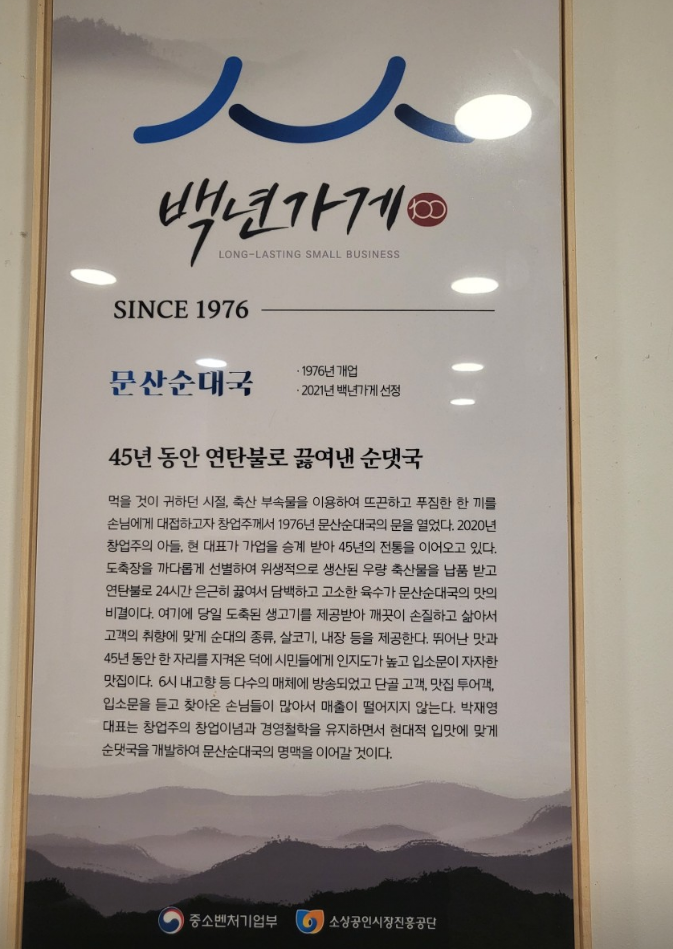 백년가게 100
LONG-LASTING SMALL BUSINESS
SINCE 1976
문산순대국
· 1976년 개업
· 2021년 백년가게 선정
45년 동안 연탄불로 끓여낸 순댓국
먹을 것이 귀하던 시절, 축산 부속물을 이용하여 뜨끈하고 푸짐한 한 끼를
손님에게 대접하고자 창업주께서 1976년 문산순대국의 문을 열었다. 2020년
창업주의 아들, 현 대표가 가업을 승계 받아 45년의 전통을 이어오고 있다.
도축장을 까다롭게 선별하여 위생적으로 생산된 우량 축산물을 납품 받고
연탄불로 24시간 은근히 끓여서 담백하고 고소한 육수가 문산순대국의 맛의
비결이다. 여기에 당일 도축된 생고기를 제공받아 깨끗이 손질하고 삶아서
고객의 취향에 맞게 순대의 종류, 살코기, 내장 등을 제공한다. 뛰어난 맛과
45년 동안 한 자리를 지켜온 덕에 시민들에게 인지도가 높고 입소문이 자자한
맛집이다. 6시 내고향 등 다수의 매체에 방송되었고 단골 고객, 맛집 투어객,
입소문을 듣고 찾아온 손님들이 많아서 매출이 떨어지지 않는다. 박재영
대표는 창업주의 창업이념과 경영철학을 유지하면서 현대적 입맛에 맞게
순댓국을 개발하여 문산순대국의 명맥을 이어갈 것이다.
중소벤처기업부 소상공인시장진흥공단